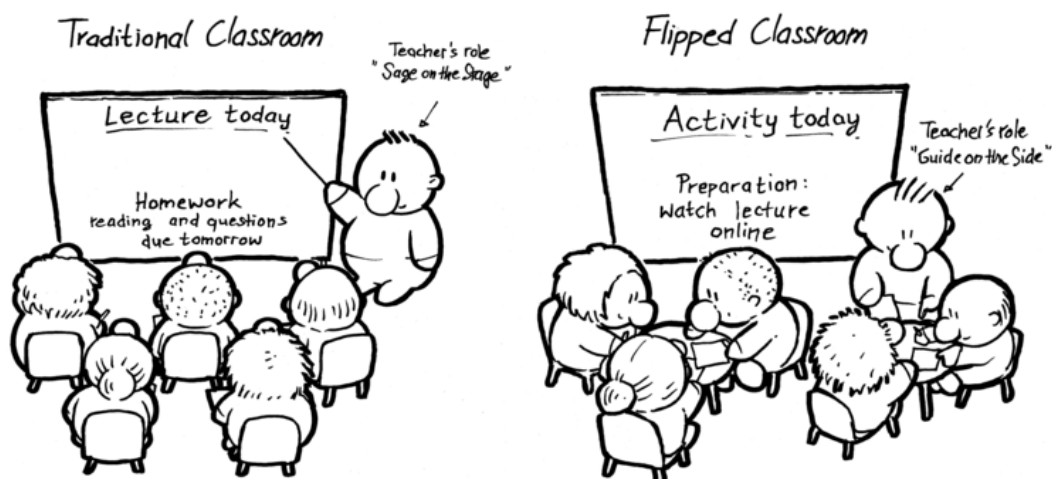 Traditional Classroom
Teacher's role
"Sage on the Stage"
Lecture today
Homework
reading and questions
due tomorrow
Flipped Classroom
Teacher's role
"Guide on the Side"
Activity today
Preparation:
watch lecture
online